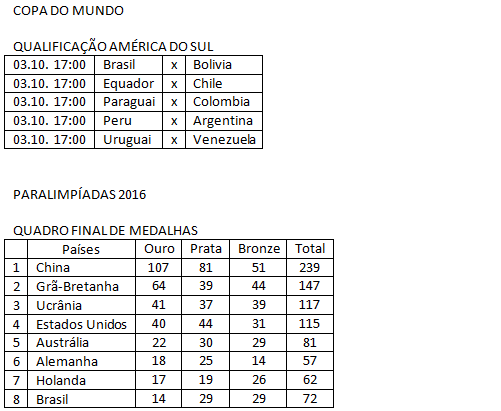 COPA DO MUNDO
QUALIFICAÇÃO AMÉRICA DO SUL
03.10. 17:00 Brasil x Bolivia
03.10. 17:00 Equador x Chile
03.10. 17:00 Paraguai x Colombia
03.10. 17:00 Peru x Argentina
03.10. 17:00 Uruguai x Venezuela
PARALIMPÍADAS 2016
QUADRO FINAL DE MEDALHAS
Países Ouro Prata Bronze Total
1 China 107 81 51 239
2 Grã-Bretanha 64 39 44 147
3 Ucrânia 41 37 39 117
4 Estados Unidos 40 44 31 115
5 Austrália 22 30 29 81
6 Alemanha 18 25 14 57
7 Holanda 17 19 26 62
8 Brasil 14 29 29 72